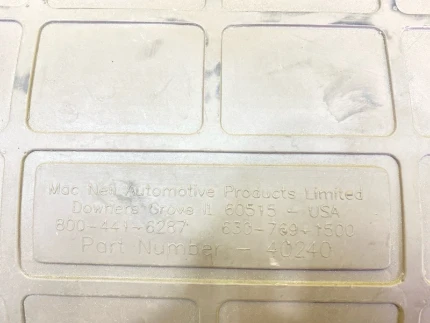 Mac Neil Automotive Products Limited
Downers Grove IL 60515 - USA
800-441-6287 630-769-1500
Part Number - 40240